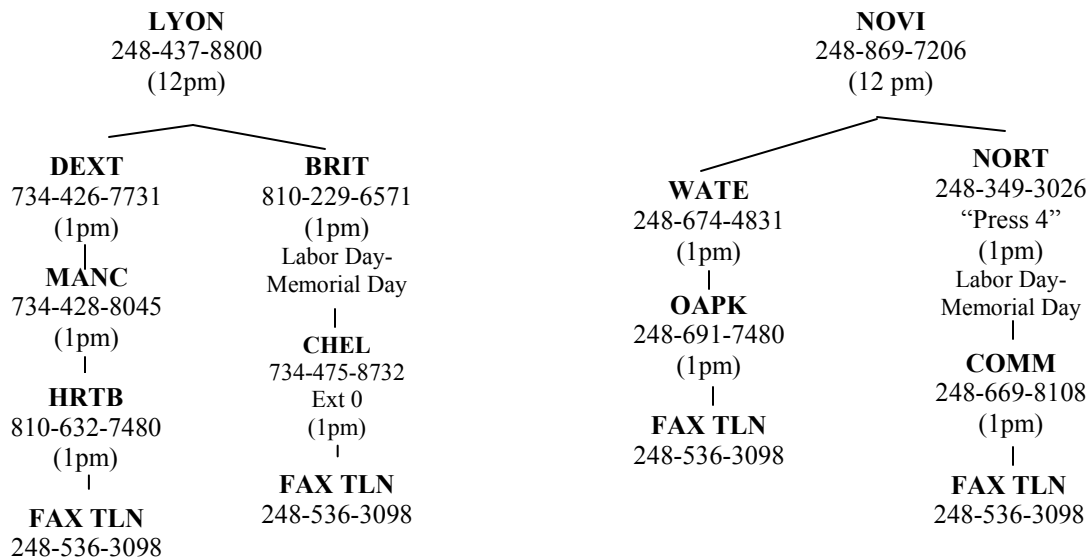 LYON
248-437-8800
(12pm)
DEXT
734-426-7731
(1pm)
MANC
734-428-8045
(1pm)
HRTB
810-632-7480
(1pm)
FAX TLN
248-536-3098
BRIT
810-229-6571
(1pm)
Labor Day-
Memorial Day
CHEL
734-475-8732
Ext 0
(1pm)
FAX TLN
248-536-3098
NOVI
248-869-7206
(12 pm)
WATE
248-674-4831
(1pm)
OAPK
248-691-7480
(1pm)
FAX TLN
248-536-3098
NORT
248-349-3026
“Press 4”
(1pm)
Labor Day-
Memorial Day
COMM
248-669-8108
(1pm)
FAX TLN
248-536-3098